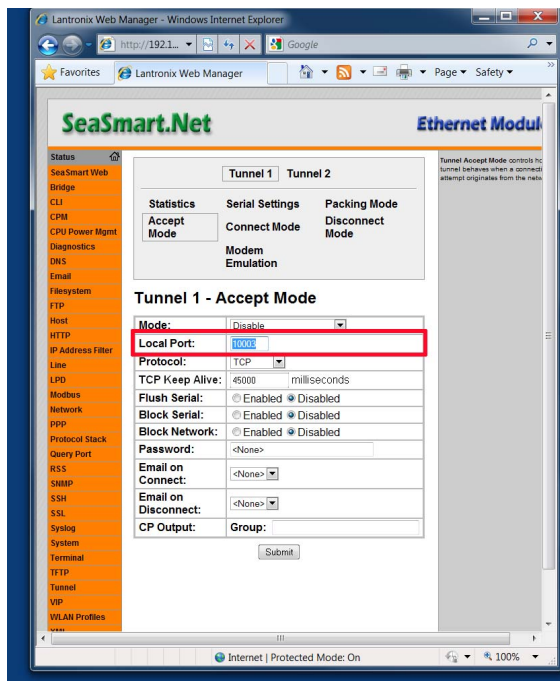 Lantronix Web Manager - Windows Internet Explorer
http://192.1...
Google
Favorites
Lantronix Web Manager
Page
Safety
SeaSmart.Net
Ethernet Modul
Status
SeaSmart Web
Bridge
CLI
CPM
CPU Power Mgmt
Diagnostics
DNS
Email
Filesystem
FTP
Host
HTTP
IP Address Filter
Line
LPD
Modbus
Network
PPP
Protocol Stack
Query Port
RSS
SNMP
SSH
SSL
Syslog
System
Terminal
TFTP
Tunnel
VIP
WLAN Profiles
XML
Tunnel 1 Tunnel 2
Statistics Serial Settings Packing Mode
Accept Mode Connect Mode Disconnect Mode
Modem Emulation
Tunnel 1 - Accept Mode
Mode: Disable
Local Port: 10003
Protocol: TCP
TCP Keep Alive: 45000 milliseconds
Flush Serial: Enabled Disabled
Block Serial: Enabled Disabled
Block Network: Enabled Disabled
Password: <None>
Email on Connect: <None>
Email on Disconnect: <None>
CP Output: Group:
Submit
Tunnel Accept Mode controls ho
tunnel behaves when a connecti
attempt originates from the netw
Internet | Protected Mode: On
100%